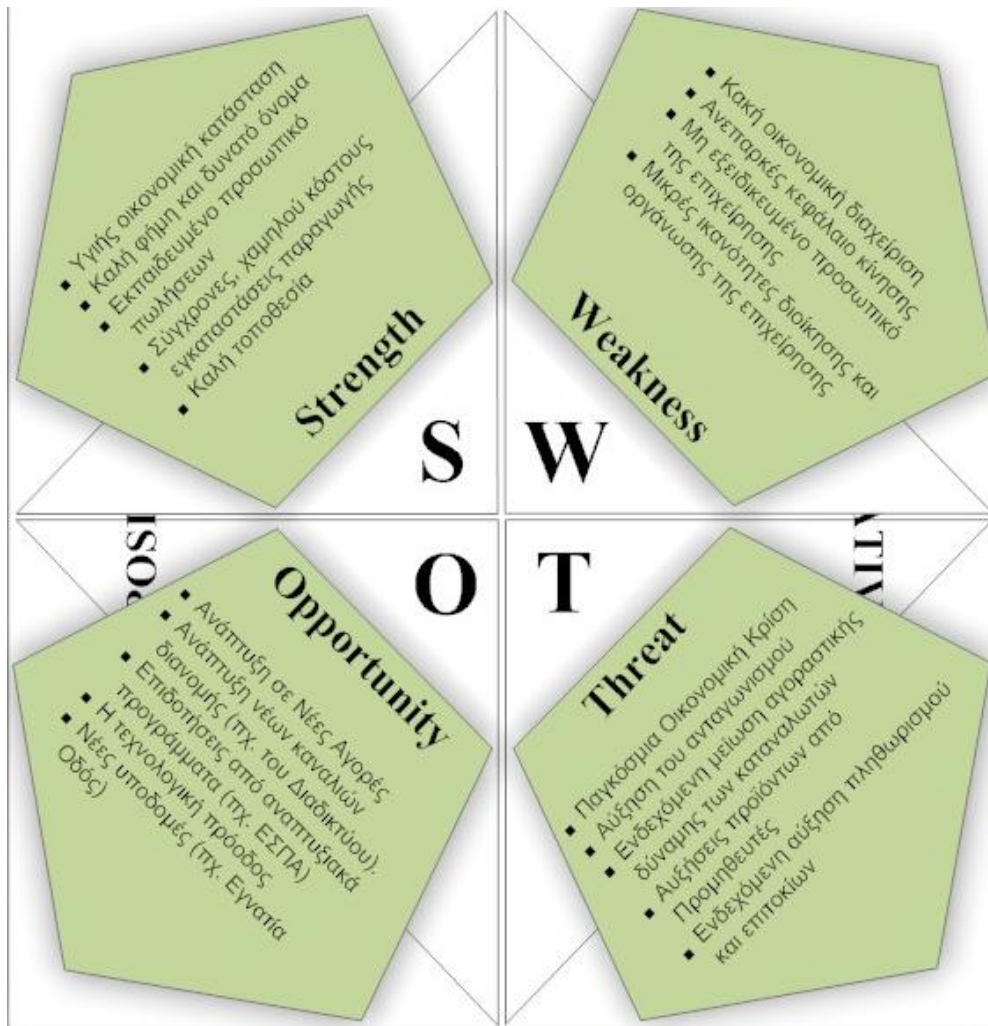 Υγιής οικονομική κατάσταση
Καλή φήμη και δυνατό όνομα
Εκπαιδευμένο προσωπικό
πωλήσεων
Σύγχρονες, χαμηλού κόστους
εγκαταστάσεις παραγωγής
Καλή τοποθεσία
Strength
S
Κακή οικονομική διαχείριση
Ανεπαρκές κεφάλαιο κίνησης
Μη εξειδικευμένο προσωπικό
της επιχείρησης
Μικρές ικανότητες διοίκησης και
οργάνωσης της επιχείρησης
Weakness
W
POSI
O
Opportunity
Ανάπτυξη σε Νέες Αγορές
Ανάπτυξη νέων καναλιών
διανομής (πχ. του Διαδικτύου).
Επιδοτήσεις από αναπτυξιακά
προγράμματα (πχ. ΕΣΠΑ)
Η τεχνολογική πρόοδος
Νέες υποδομές (πχ. Εγνατία
Οδός)
T
ATIV
Threat
Παγκόσμια Οικονομική Κρίση
Αύξηση του ανταγωνισμού
Ενδεχόμενη μείωση αγοραστικής
δύναμης των καταναλωτών
Αυξήσεις προϊόντων από
Προμηθευτές
Ενδεχόμενη αύξηση πληθωρισμού
και επιτοκίων